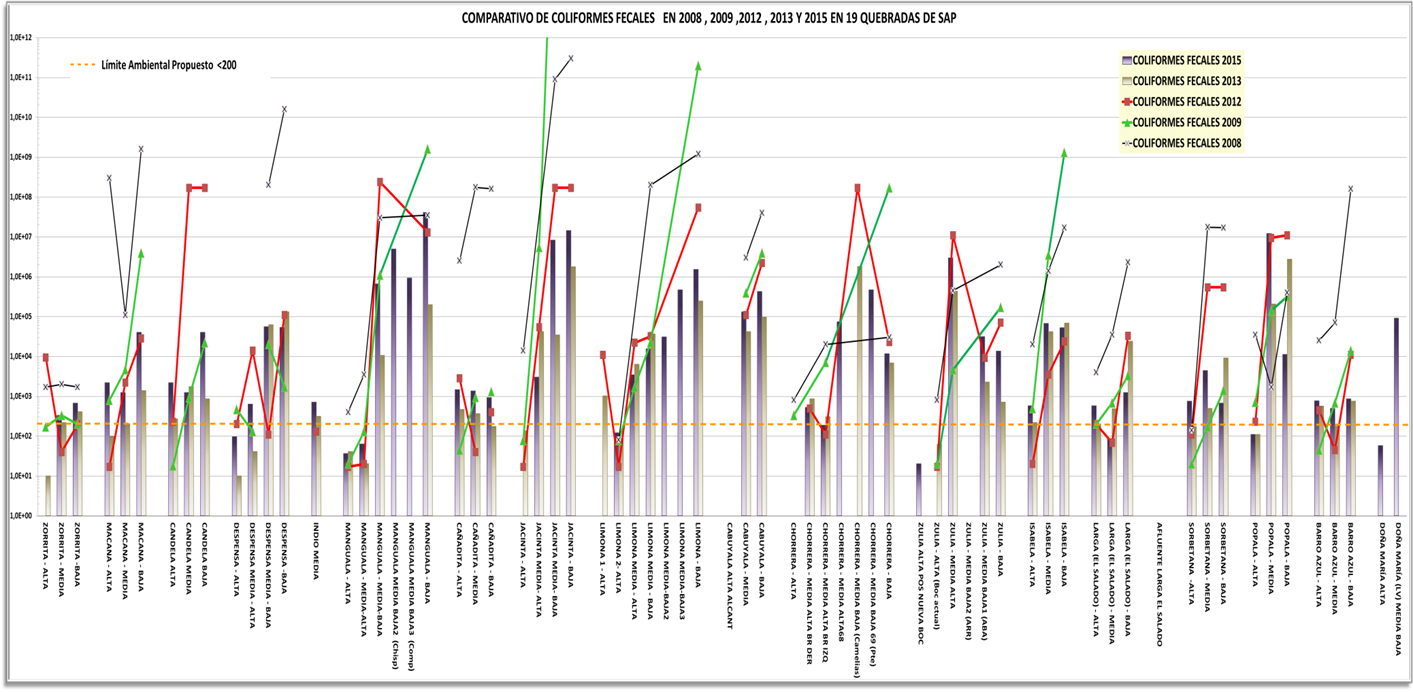 COMPARATIVO DE COLIFORMES FECALES EN 2008 , 2009 ,2012 , 2013 Y 2015 EN 19 QUEBRADAS DE SAP
1,0E+12
1,0E+11
1,0E+10
1,0E+09
1,0E+08
1,0E+07
1,0E+06
1,0E+05
1,0E+04
1,0E+03
1,0E+02
1,0E+01
1,0E+00
Límite Ambiental Propuesto <200
COLIFORMES FECALES 2015
COLIFORMES FECALES 2013
COLIFORMES FECALES 2012
COLIFORMES FECALES 2009
COLIFORMES FECALES 2008
ZORRITA - ALTA
ZORRITA - MEDIA
ZORRITA -BAJA
MACANA - ALTA
MACANA - MEDIA
MACANA - BAJA
CANDELA ALTA
CANDELA MEDIA
CANDELA BAJA
DESPENSA - ALTA
DESPENSA MEDIA - ALTA
DESPENSA MEDIA - BAJA
DESPENSA -BAJA
INDIO MEDIA
MANGUALA - ALTA
MANGUALA - MEDIA-ALTA
MANGUALA - MEDIA-BAJA
MANGUALA MEDIA BAJA2 (Chisp)
MANGUALA MEDIA BAJA3 (Comp)
MANGUALA - BAJA
CAÑADITA - ALTA
CAÑADITA - MEDIA
CAÑADITA - BAJA
JACINTA - ALTA
JACINTA MEDIA- ALTA
JACINTA MEDIA - BAJA
JACINTA - BAJA
LIMONA 1 - ALTA
LIMONA 2- ALTA
LIMONA MEDIA - ALTA
LIMONA MEDIA - BAJA
LIMONA MEDIA-BAJA2
LIMONA MEDIA-BAJA3
LIMONA - BAJA
CABUYALA ALTA ALCANT
CABUYALA - MEDIA
CABUYALA - BAJA
CHORRERA - ALTA
CHORRERA - MEDIA ALTA BR DER
CHORRERA - MEDIA ALTA BR IZQ
CHORRERA - MEDIA ALTA68
CHORRERA - MEDIA BAJA (Camelias)
CHORRERA - MEDIA BAJA 69 (Pte)
CHORRERA - BAJA
ZULIA ALTA POS NUEVA BOC
ZULIA - ALTA (Boc actual)
ZULIA - MEDIA ALTA
ZULIA - MEDIA BAJA2 (ARR)
ZULIA - MEDIA BAJA1 (ABA)
ZULIA - BAJA
ISABELA - ALTA
ISABELA - MEDIA
ISABELA - BAJA
LARGA (EL SALADO) - ALTA
LARGA (EL SALADO) - MEDIA
LARGA (EL SALADO) - BAJA
AFLUENTE LARGA EL SALADO
SORBETANA -ALTA
SORBETANA - MEDIA
SORBETANA - BAJA
POPALA - ALTA
POPALA - MEDIA
POPALA - BAJA
BARRO AZUL - ALTA
BARRO AZUL - MEDIA
BARRO AZUL - BAJA
DOÑA MARÍA ALTA
DOÑA MARÍA (LV) MEDIA BAJA